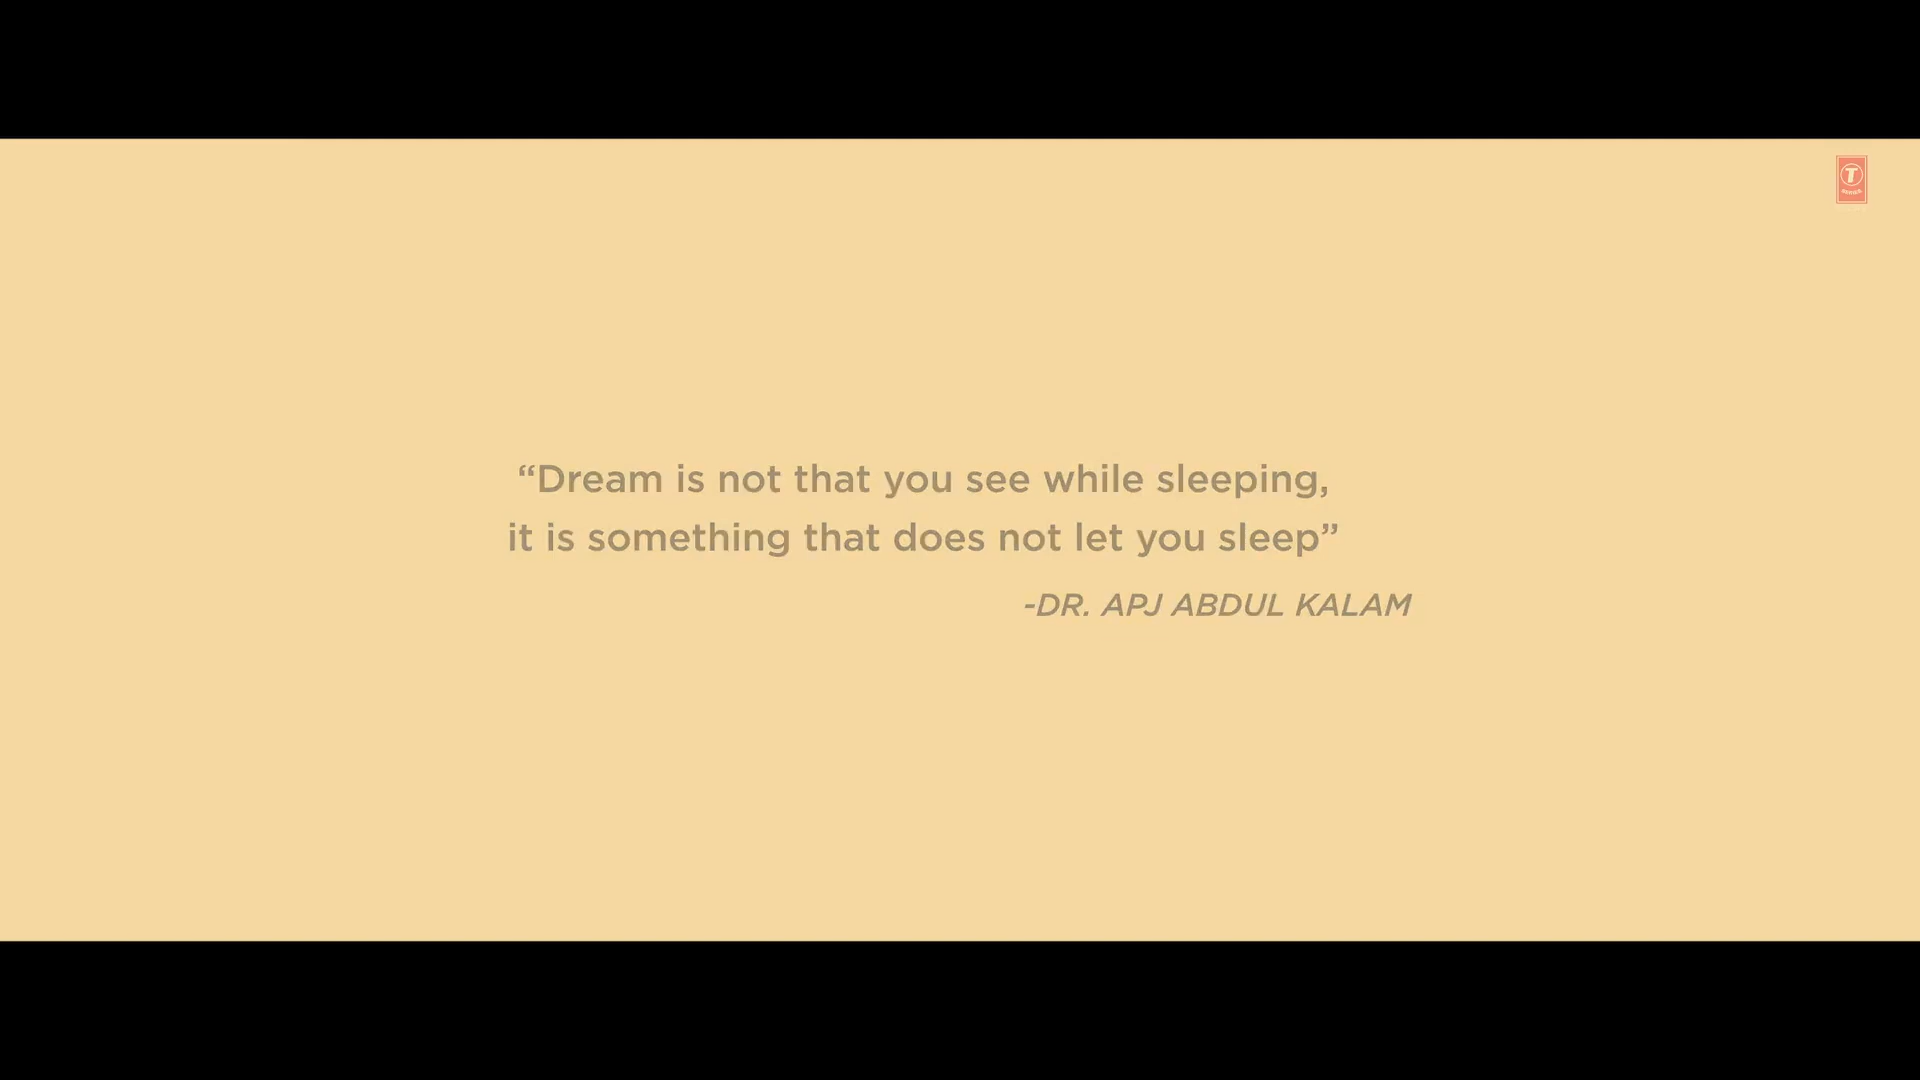 T
“Dream is not that you see while sleeping,
it is something that does not let you sleep”
-DR. APJ ABDUL KALAM